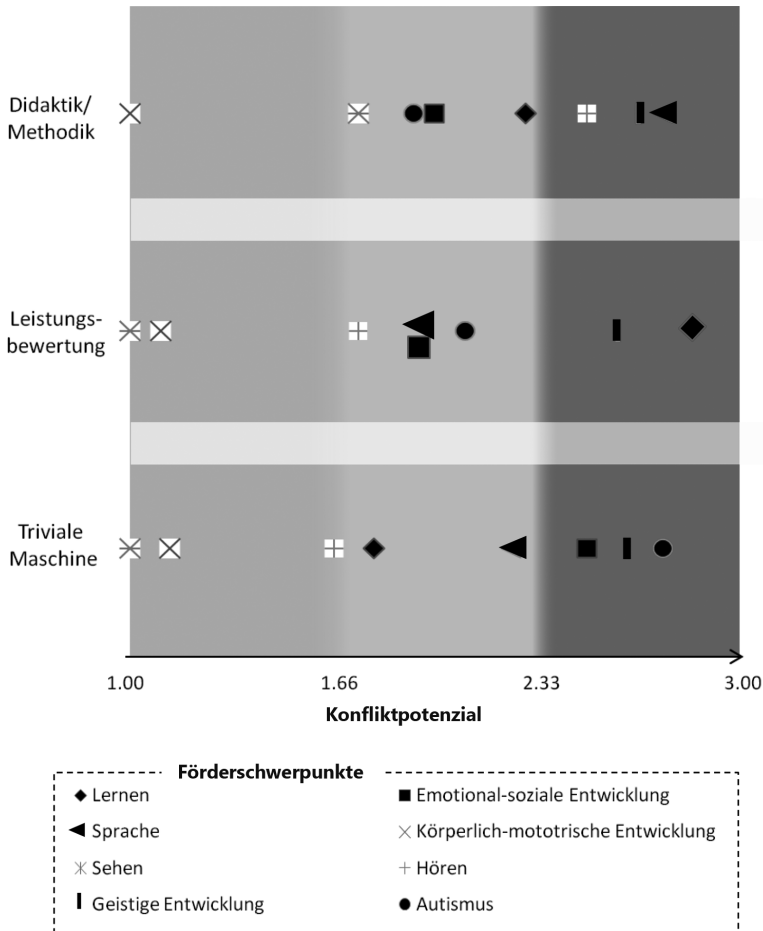 Didaktik/
Methodik
Leistungs-
bewertung
Triviale
Maschine
1.00 1.66 2.33 3.00
Konfliktpotenzial
Förderschwerpunkte
Lernen Emotional-soziale Entwicklung
Sprache Körperlich-mototrische Entwicklung
Sehen Hören
Geistige Entwicklung Autismus